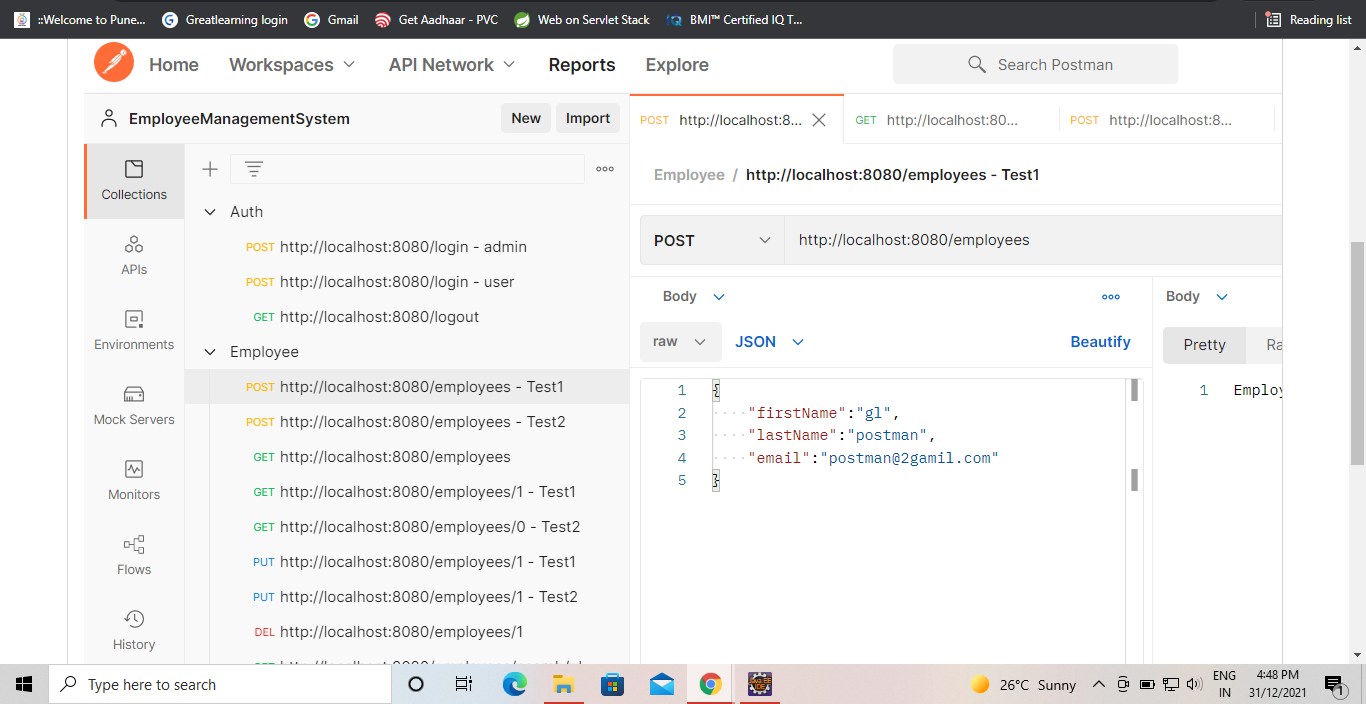 ::Welcome to Pune... Greatlearning login Gmail Get Aadhaar - PVC Web on Servlet Stack BMI™ Certified IQ T... Reading list
Home Workspaces API Network Reports Explore Search Postman
EmployeeManagementSystem New Import
POST http://localhost:8... GET http://localhost:80... POST http://localhost:8...
Employee / http://localhost:8080/employees - Test1
POST http://localhost:8080/employees
Collections
APIs
Environments
Mock Servers
Monitors
Flows
History
Auth
POST http://localhost:8080/login - admin
POST http://localhost:8080/login - user
GET http://localhost:8080/logout
Employee
POST http://localhost:8080/employees - Test1
POST http://localhost:8080/employees - Test2
GET http://localhost:8080/employees
GET http://localhost:8080/employees/1 - Test1
GET http://localhost:8080/employees/0 - Test2
PUT http://localhost:8080/employees/1 - Test1
PUT http://localhost:8080/employees/1 - Test2
DEL http://localhost:8080/employees/1
Body
raw JSON Beautify
1 {
2 "firstName":"gl",
3 "lastName":"postman",
4 "email":"postman@2gamil.com"
5 }
Body
Pretty Ra
1 Employ
Type here to search
26°C Sunny
ENG
IN
4:48 PM
31/12/2021
1